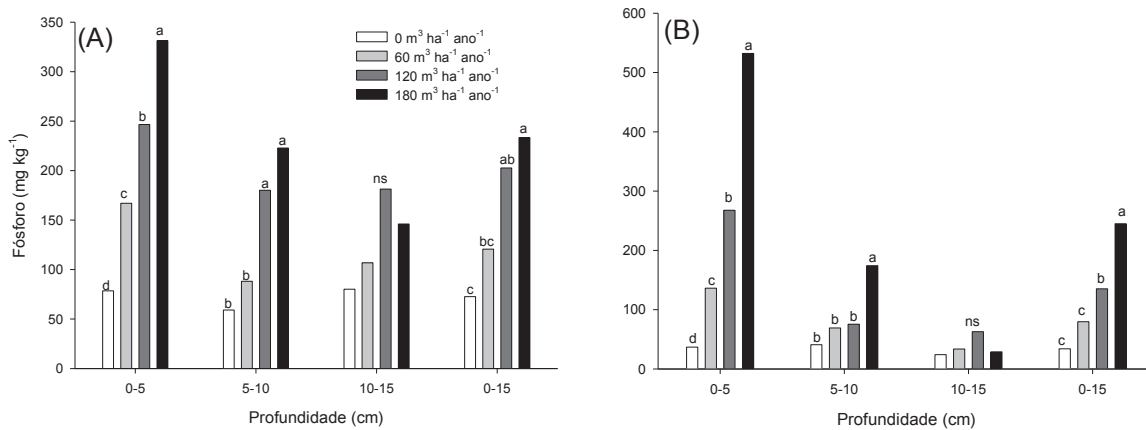 (A)
350
300
250
200
150
100
50
0
Fósforo (mg kg⁻¹)
0 m³ ha⁻¹ ano⁻¹
60 m³ ha⁻¹ ano⁻¹
120 m³ ha⁻¹ ano⁻¹
180 m³ ha⁻¹ ano⁻¹
d c b a
b b a a
ns
c bc ab a
0-5 5-10 10-15 0-15
Profundidade (cm)
(B)
600
500
400
300
200
100
0
d c b a
b b b a
ns
c c b a
0-5 5-10 10-15 0-15
Profundidade (cm)